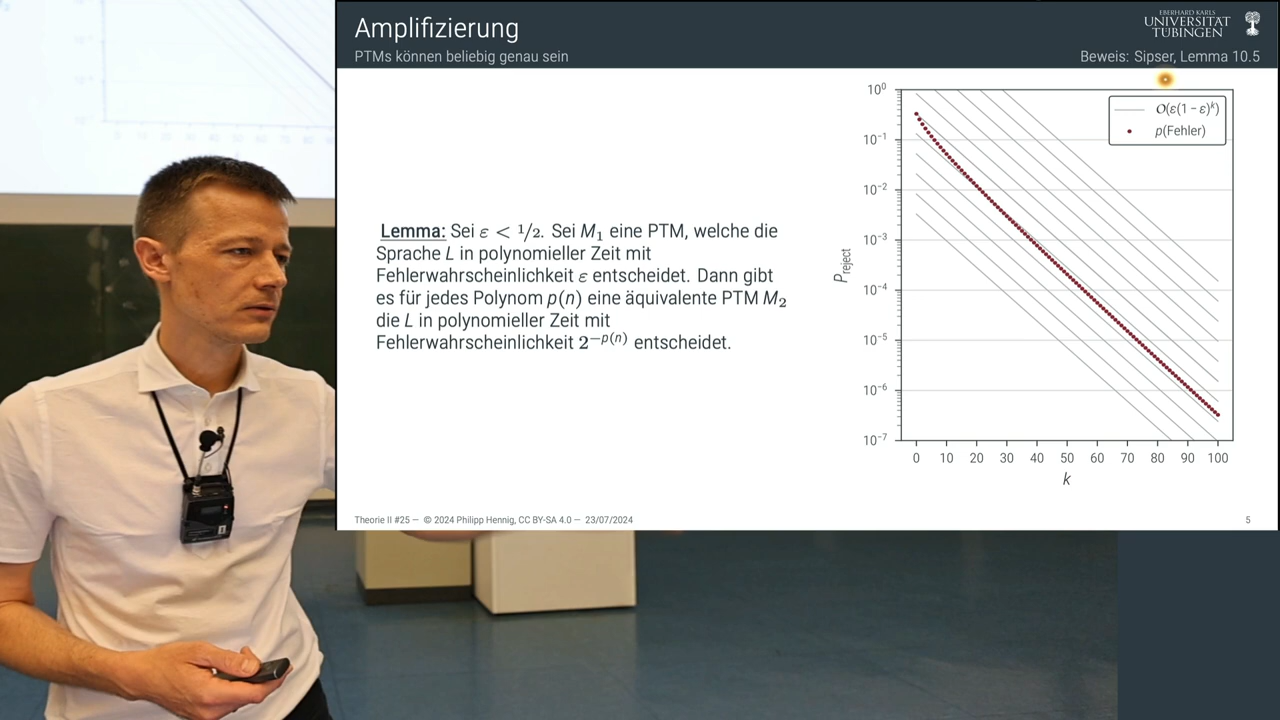 Amplifizierung
PTMs können beliebig genau sein
EBERHARD KARLS
UNIVERSITÄT
TÜBINGEN
Beweis: Sipser, Lemma 10.5
Lemma: Sei ε < 1/2. Sei M₁ eine PTM, welche die
Sprache L in polynomieller Zeit mit
Fehlerwahrscheinlichkeit ε entscheidet. Dann gibt
es für jedes Polynom p(n) eine äquivalente PTM M₂
die L in polynomieller Zeit mit
Fehlerwahrscheinlichkeit 2^{−p(n)} entscheidet.
O(ε(1 − ε)^k)
p(Fehler)
10⁰
10⁻¹
10⁻²
10⁻³
10⁻⁴
10⁻⁵
10⁻⁶
10⁻⁷
P_reject
0 10 20 30 40 50 60 70 80 90 100
k
Theorie II #25 — © 2024 Philipp Hennig, CC BY-SA 4.0 — 23/07/2024
5